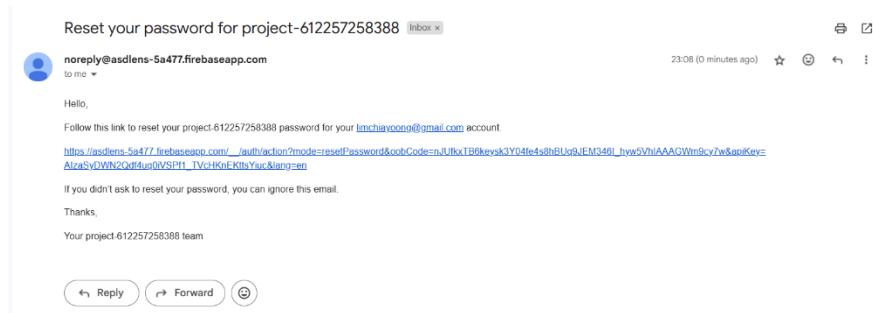 Reset your password for project-612257258388 Inbox ×
noreply@asdlens-5a477.firebaseapp.com 23:08 (0 minutes ago)
to me
Hello,
Follow this link to reset your project-612257258388 password for your limchiayoong@gmail.com account.
https://asdlens-5a477.firebaseapp.com/__/auth/action?mode=resetPassword&oobCode=nJUfkxTB6keysk3Y04fe4s8hBUq9JEM346I_hyw5VhIAAAGWm9cy7w&apiKey=
AIzaSyDWN2Qdf4uq0iVSPf1_TVcHKnEKttsYiuc&lang=en
If you didn't ask to reset your password, you can ignore this email.
Thanks,
Your project-612257258388 team
Reply Forward